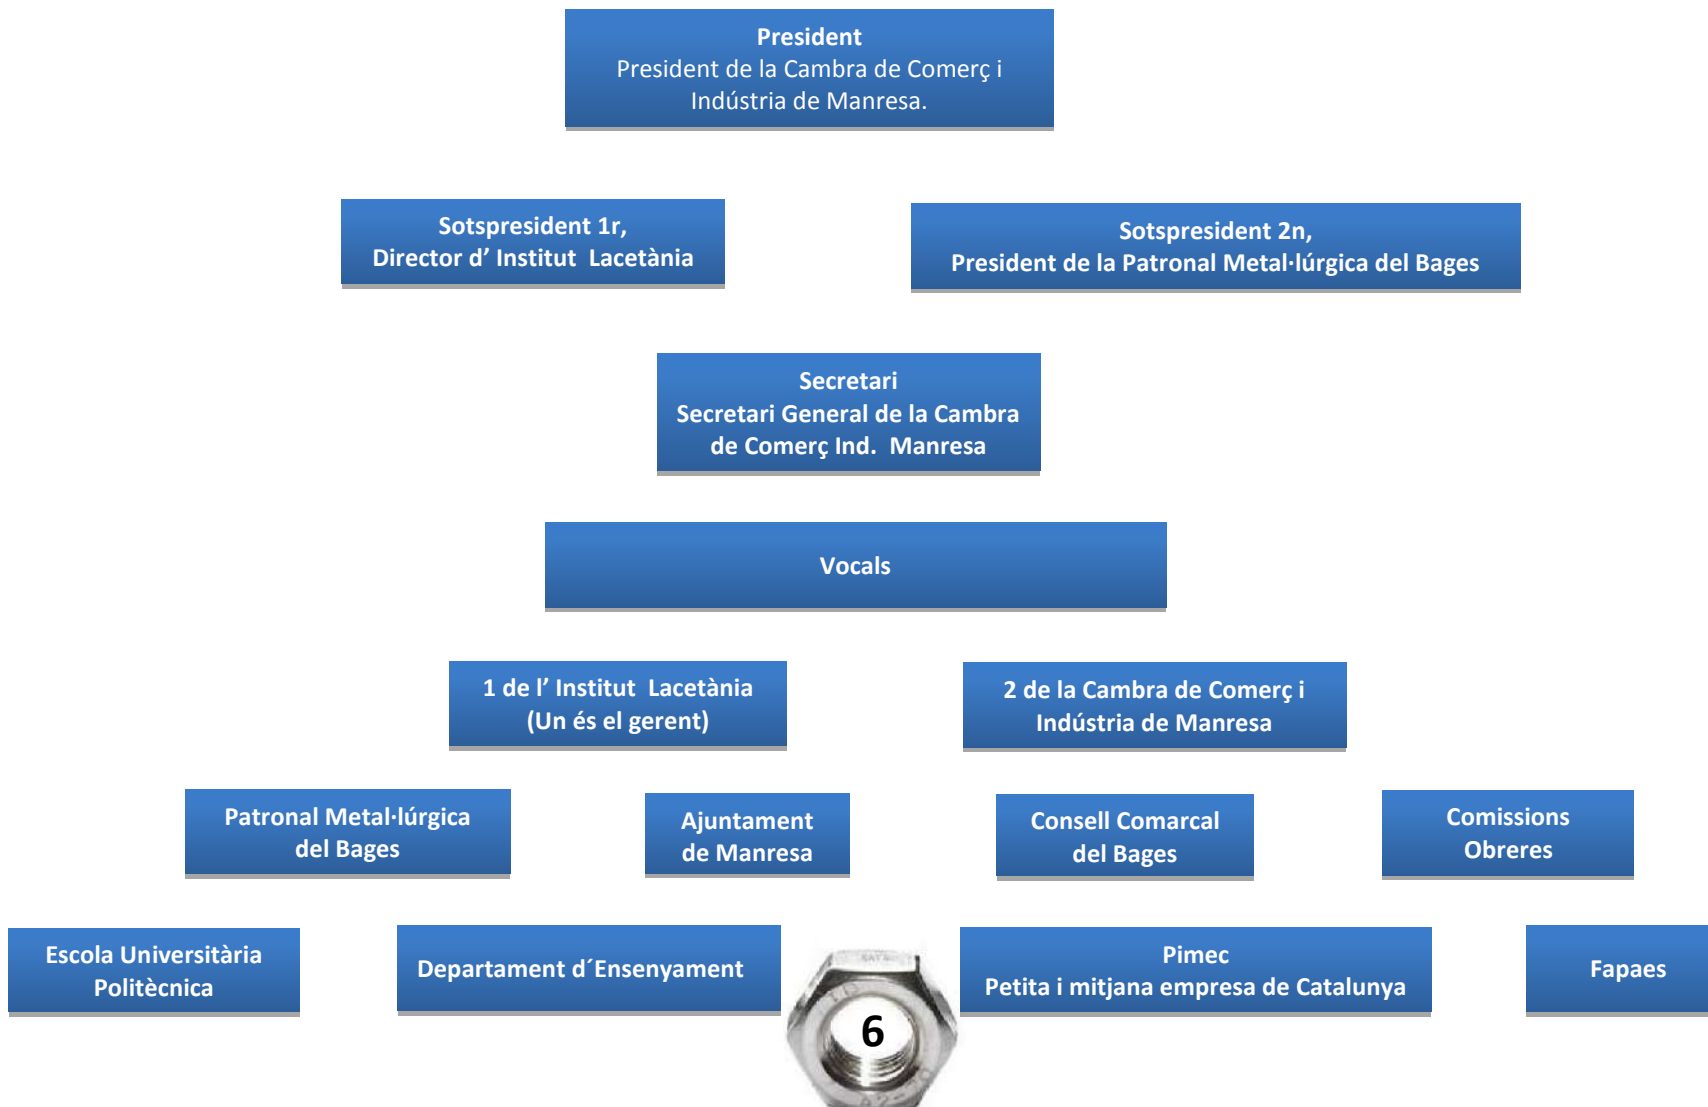 President
President de la Cambra de Comerç i
Indústria de Manresa.
Sotspresident 1r,
Director d’ Institut  Lacetània
Sotspresident 2n,
President de la Patronal Metal·lúrgica del Bages
Secretari
Secretari General de la Cambra
de Comerç Ind.  Manresa
Vocals
1 de l’ Institut  Lacetània
(Un és el gerent)
2 de la Cambra de Comerç i
Indústria de Manresa
Patronal Metal·lúrgica
del Bages
Ajuntament
de Manresa
Consell Comarcal
del Bages
Comissions
Obreres
Escola Universitària
Politècnica
Departament d´Ensenyament
Pimec
Petita i mitjana empresa de Catalunya
Fapaes
6